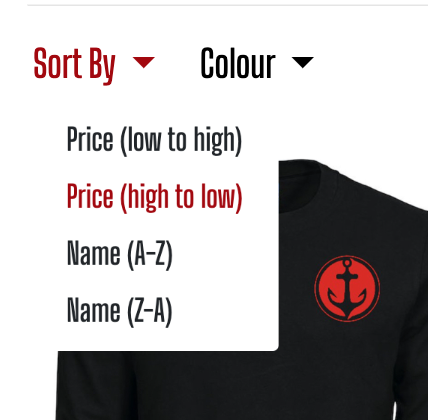 Sort By Colour
Price (low to high)
Price (high to low)
Name (A-Z)
Name (Z-A)